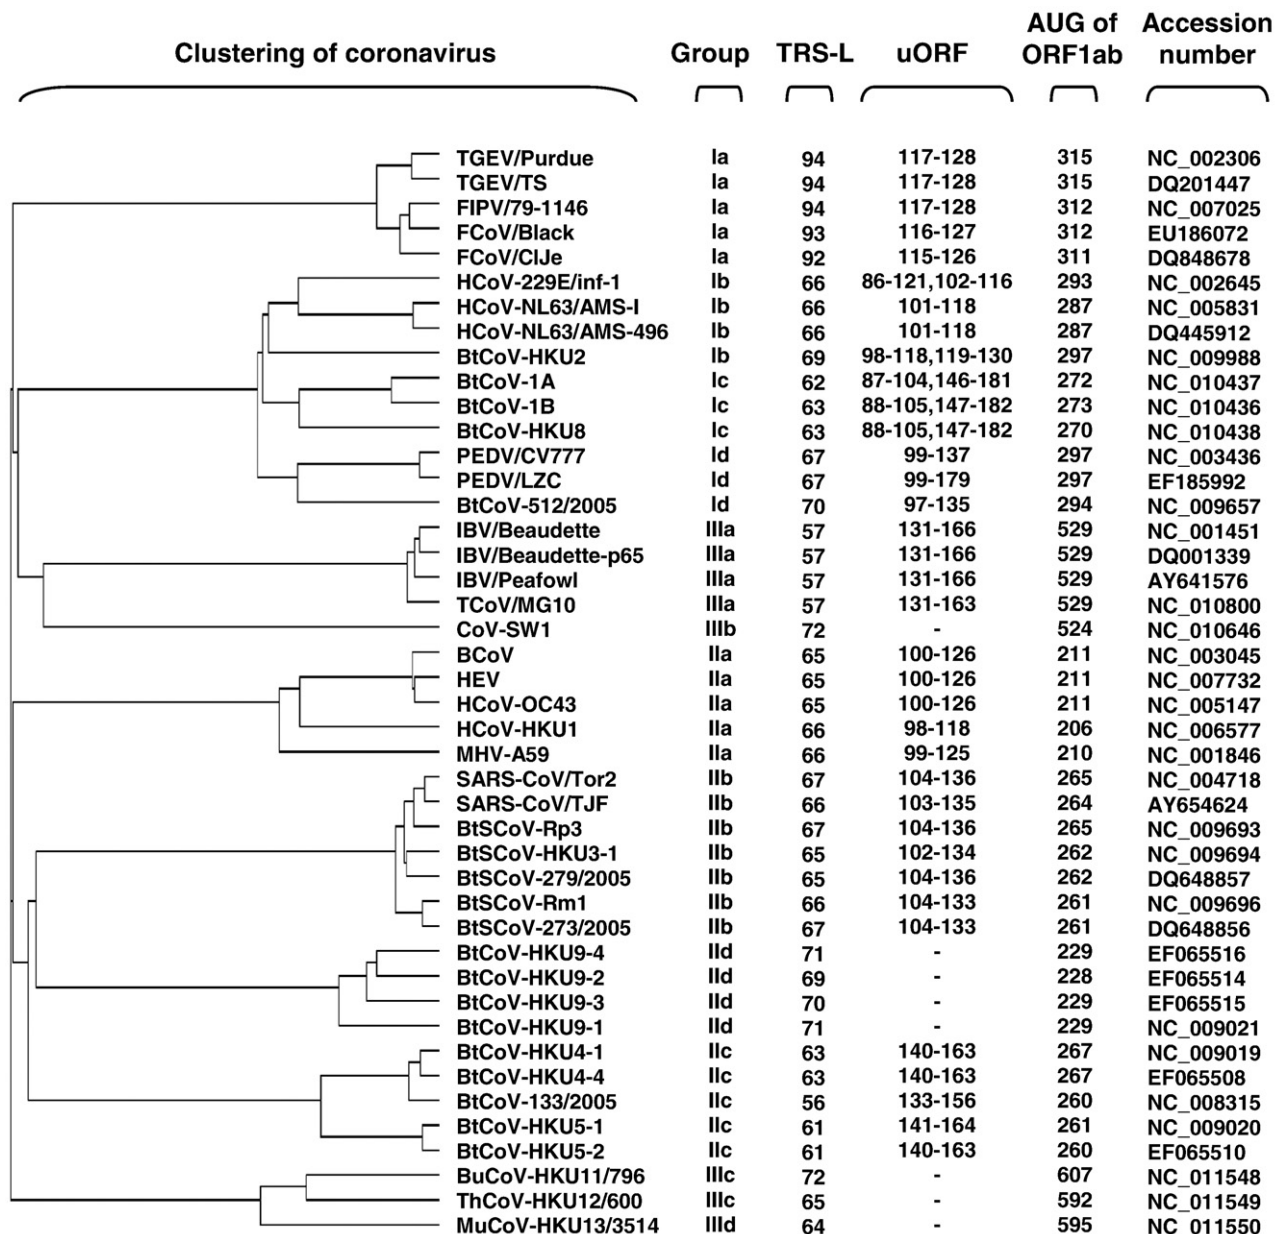 Clustering of coronavirus Group TRS-L uORF AUG of ORF1ab Accession number
TGEV/Purdue Ia 94 117-128 315 NC_002306
TGEV/TS Ia 94 117-128 315 DQ201447
FIPV/79-1146 Ia 94 117-128 312 NC_007025
FCoV/Black Ia 93 116-127 312 EU186072
FCoV/ClJe Ia 92 115-126 311 DQ848678
HCoV-229E/inf-1 Ib 66 86-121,102-116 293 NC_002645
HCoV-NL63/AMS-I Ib 66 101-118 287 NC_005831
HCoV-NL63/AMS-496 Ib 66 101-118 287 DQ445912
BtCoV-HKU2 Ib 69 98-118,119-130 297 NC_009988
BtCoV-1A Ic 62 87-104,146-181 272 NC_010437
BtCoV-1B Ic 63 88-105,147-182 273 NC_010436
BtCoV-HKU8 Ic 63 88-105,147-182 270 NC_010438
PEDV/CV777 Id 67 99-137 297 NC_003436
PEDV/LZC Id 67 99-179 297 EF185992
BtCoV-512/2005 Id 70 97-135 294 NC_009657
IBV/Beaudette IIIa 57 131-166 529 NC_001451
IBV/Beaudette-p65 IIIa 57 131-166 529 DQ001339
IBV/Peafowl IIIa 57 131-166 529 AY641576
TCoV/MG10 IIIa 57 131-163 529 NC_010800
CoV-SW1 IIIb 72 - 524 NC_010646
BCoV IIa 65 100-126 211 NC_003045
HEV IIa 65 100-126 211 NC_007732
HCoV-OC43 IIa 65 100-126 211 NC_005147
HCoV-HKU1 IIa 66 98-118 206 NC_006577
MHV-A59 IIa 66 99-125 210 NC_001846
SARS-CoV/Tor2 IIb 67 104-136 265 NC_004718
SARS-CoV/TJF IIb 66 103-135 264 AY654624
BtSCoV-Rp3 IIb 67 104-136 265 NC_009693
BtSCoV-HKU3-1 IIb 65 102-134 262 NC_009694
BtSCoV-279/2005 IIb 65 104-136 262 DQ648857
BtSCoV-Rm1 IIb 66 104-133 261 NC_009696
BtSCoV-273/2005 IIb 67 104-133 261 DQ648856
BtCoV-HKU9-4 IId 71 - 229 EF065516
BtCoV-HKU9-2 IId 69 - 228 EF065514
BtCoV-HKU9-3 IId 70 - 229 EF065515
BtCoV-HKU9-1 IId 71 - 229 NC_009021
BtCoV-HKU4-1 IIc 63 140-163 267 NC_009019
BtCoV-HKU4-4 IIc 63 140-163 267 EF065508
BtCoV-133/2005 IIc 56 133-156 260 NC_008315
BtCoV-HKU5-1 IIc 61 141-164 261 NC_009020
BtCoV-HKU5-2 IIc 61 140-163 260 EF065510
BuCoV-HKU11/796 IIIc 72 - 607 NC_011548
ThCoV-HKU12/600 IIIc 65 - 592 NC_011549
MuCoV-HKU13/3514 IIId 64 - 595 NC_011550